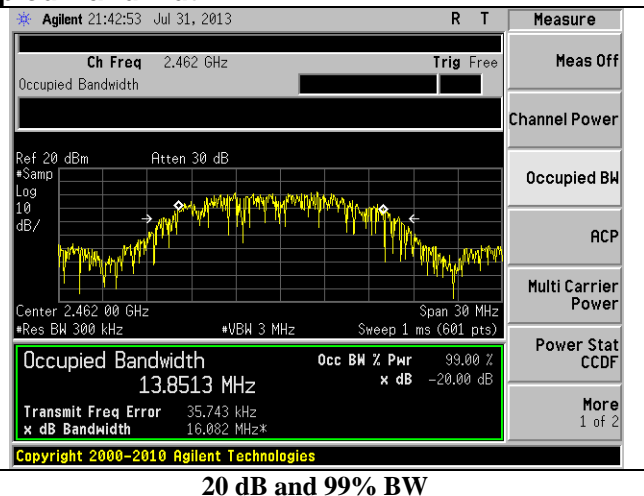 Agilent 21:42:53 Jul 31, 2013 R T Measure
Ch Freq 2.462 GHz Trig Free
Occupied Bandwidth
Meas Off
Channel Power
Occupied BW
ACP
Multi Carrier
Power
Power Stat
CCDF
More
1 of 2
Ref 20 dBm Atten 30 dB
#Samp
Log
10
dB/
Center 2.462 00 GHz Span 30 MHz
#Res BW 300 kHz #VBW 3 MHz Sweep 1 ms (601 pts)
Occupied Bandwidth Occ BW % Pwr 99.00 %
13.8513 MHz x dB -20.00 dB
Transmit Freq Error 35.743 kHz
x dB Bandwidth 16.082 MHz*
Copyright 2000-2010 Agilent Technologies
20 dB and 99% BW